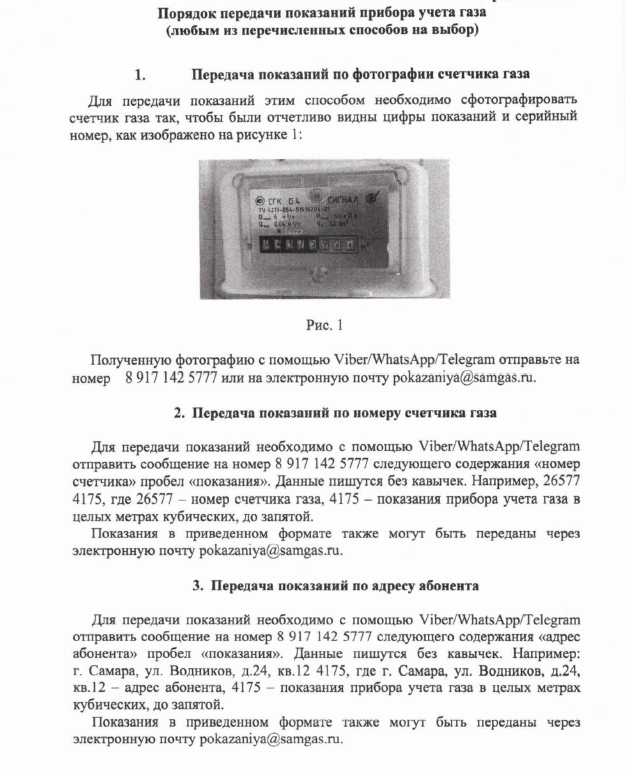 Порядок передачи показаний прибора учета газа
(любым из перечисленных способов на выбор)
1. Передача показаний по фотографии счетчика газа
Для передачи показаний этим способом необходимо сфотографировать
счетчик газа так, чтобы были отчетливо видны цифры показаний и серийный
номер, как изображено на рисунке 1:
СГК G4 СИГНАЛ
Рис. 1
Полученную фотографию с помощью Viber/WhatsApp/Telegram отправьте на
номер 8 917 142 5777 или на электронную почту pokazaniya@samgas.ru.
2. Передача показаний по номеру счетчика газа
Для передачи показаний необходимо с помощью Viber/WhatsApp/Telegram
отправить сообщение на номер 8 917 142 5777 следующего содержания «номер
счетчика» пробел «показания». Данные пишутся без кавычек. Например, 26577
4175, где 26577 – номер счетчика газа, 4175 – показания прибора учета газа в
целых метрах кубических, до запятой.
Показания в приведенном формате также могут быть переданы через
электронную почту pokazaniya@samgas.ru.
3. Передача показаний по адресу абонента
Для передачи показаний необходимо с помощью Viber/WhatsApp/Telegram
отправить сообщение на номер 8 917 142 5777 следующего содержания «адрес
абонента» пробел «показания». Данные пишутся без кавычек. Например:
г. Самара, ул. Водников, д.24, кв.12 4175, где г. Самара, ул. Водников, д.24,
кв.12 – адрес абонента, 4175 – показания прибора учета газа в целых метрах
кубических, до запятой.
Показания в приведенном формате также могут быть переданы через
электронную почту pokazaniya@samgas.ru.